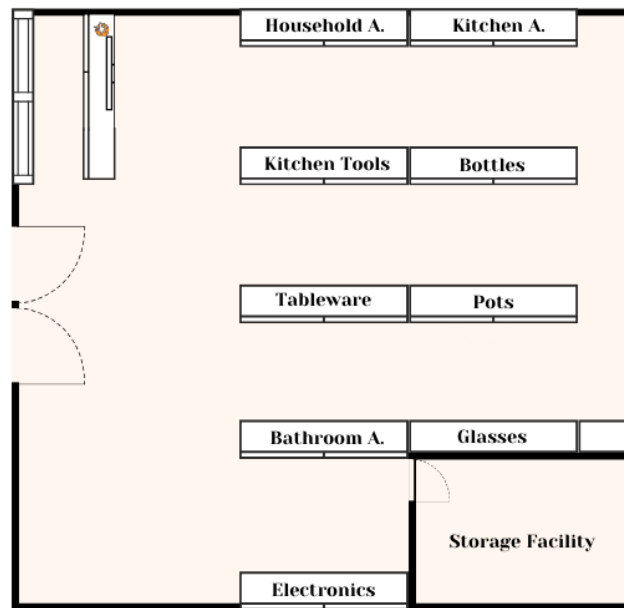 Household A.
Kitchen A.
Kitchen Tools
Bottles
Tableware
Pots
Bathroom A.
Glasses
Storage Facility
Electronics